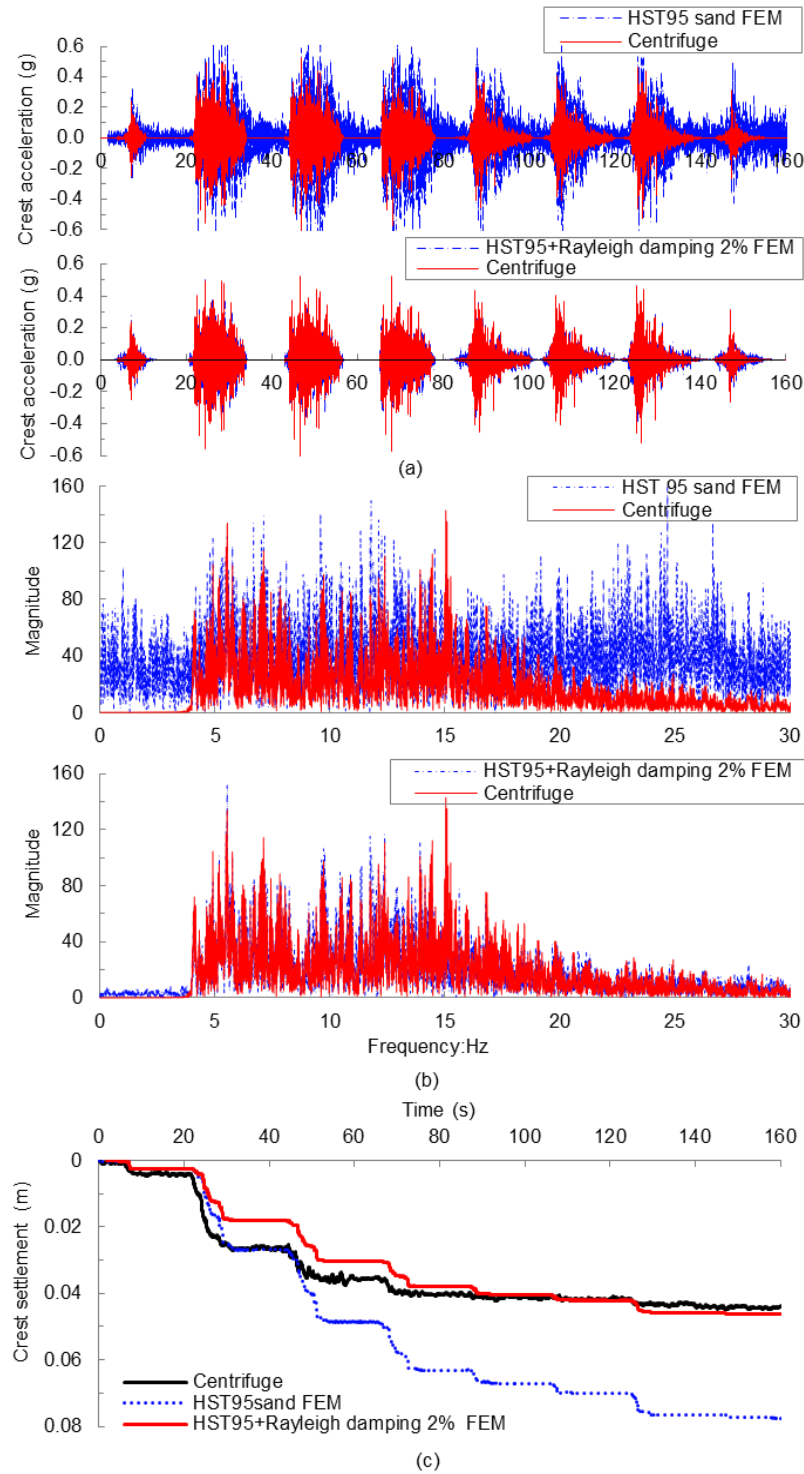 HST95 sand FEM
Centrifuge
Crest acceleration (g)
0.6
0.4
0.2
0.0
-0.2
-0.4
-0.6
0 20 40 60 80 100 120 140 160
HST95+Rayleigh damping 2% FEM
Centrifuge
Crest acceleration (g)
0.6
0.4
0.2
0.0
-0.2
-0.4
-0.6
0 20 40 60 80 100 120 140 160
(a)
HST 95 sand FEM
Centrifuge
Magnitude
160
120
80
40
0
0 5 10 15 20 25 30
HST95+Rayleigh damping 2% FEM
Centrifuge
Magnitude
160
120
80
40
0
0 5 10 15 20 25 30
Frequency:Hz
(b)
Time (s)
0 20 40 60 80 100 120 140 160
Crest settlement (m)
0
0.02
0.04
0.06
0.08
Centrifuge
HST95sand FEM
HST95+Rayleigh damping 2% FEM
(c)